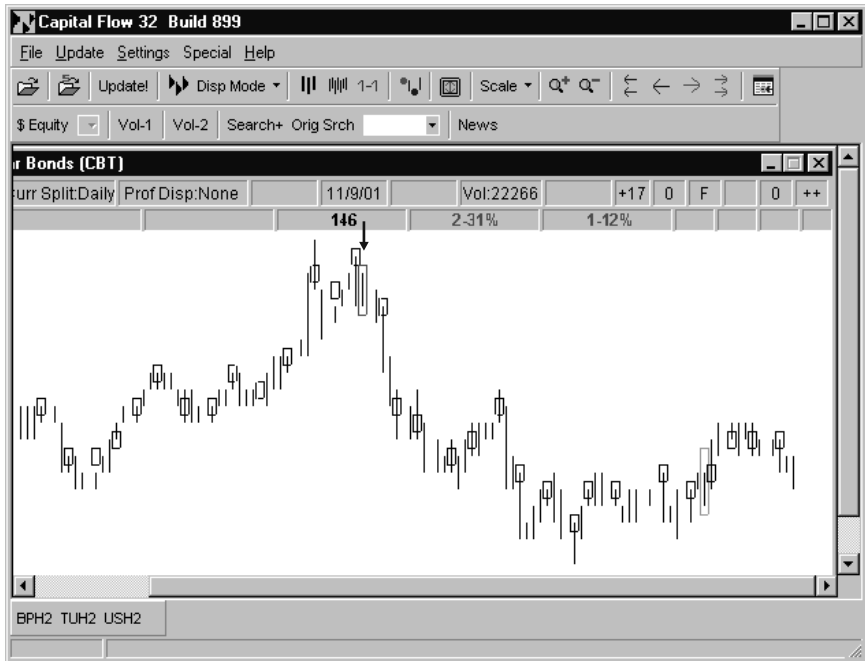 Capital Flow 32 Build 899
File Update Settings Special Help
Update! Disp Mode 1-1 Scale
$ Equity Vol-1 Vol-2 Search+ Orig Srch News
r Bonds (CBT)
urr Split:Daily Prof Disp:None 11/9/01 Vol:22266 +17 0 F 0 ++
146 2-31% 1-12%
BPH2 TUH2 USH2